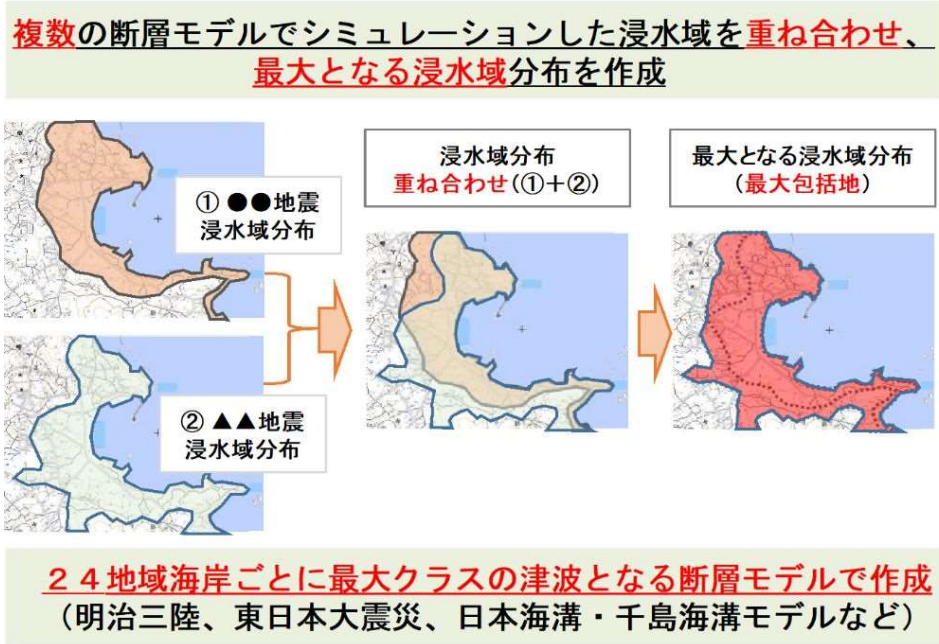 複数の断層モデルでシミュレーションした浸水域を重ね合わせ、
最大となる浸水域分布を作成
① ●●地震
浸水域分布
② ▲▲地震
浸水域分布
浸水域分布
重ね合わせ(①+②)
最大となる浸水域分布
(最大包括地)
２４地域海岸ごとに最大クラスの津波となる断層モデルで作成
(明治三陸、東日本大震災、日本海溝・千島海溝モデルなど)